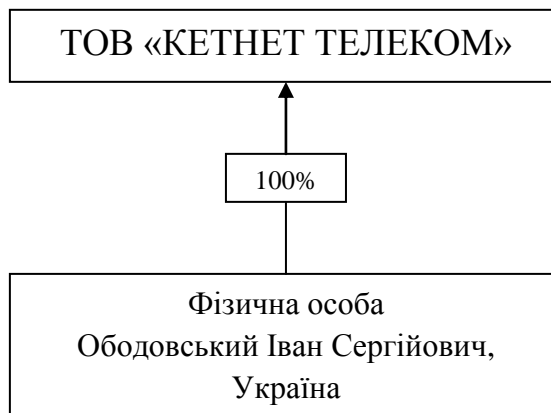 ТОВ «КЕТНЕТ ТЕЛЕКОМ»
100%
Фізична особа
Ободовський Іван Сергійович,
Україна